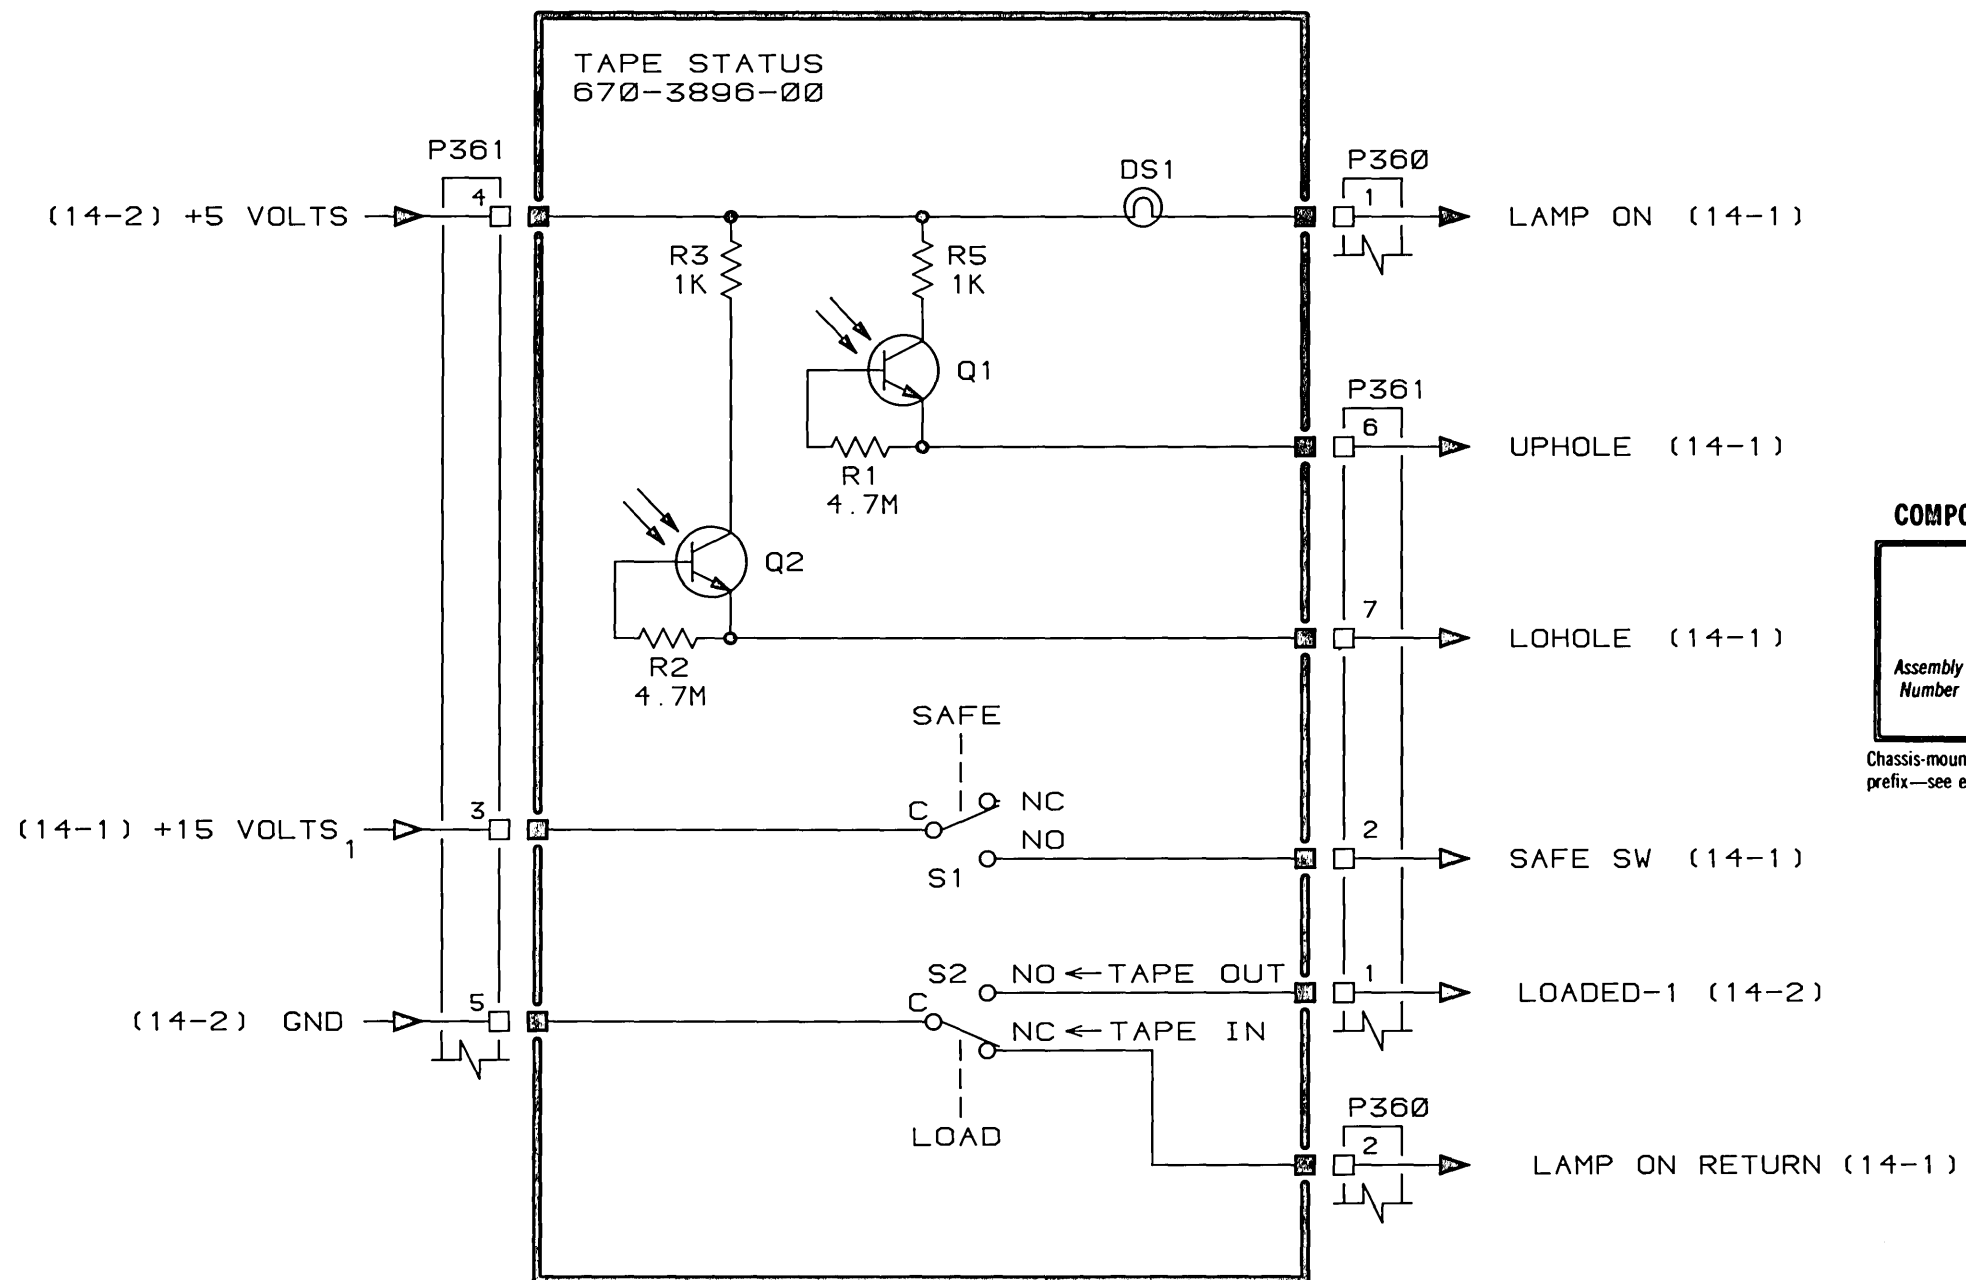 TAPE STATUS
670-3896-00
P361
4
(14-2) +5 VOLTS
DS1
P360
1
LAMP ON (14-1)
R3
1K
R5
1K
Q1
P361
6
UPHOLE (14-1)
R1
4.7M
Q2
7
LOHOLE (14-1)
R2
4.7M
COMPO
Assembly
Number
Chassis-moun
prefix—see e
SAFE
C
NC
NO
S1
3
(14-1) +15 VOLTS 1
2
SAFE SW (14-1)
S2
NO ←TAPE OUT
C
NC ←TAPE IN
LOAD
1
LOADED-1 (14-2)
5
(14-2) GND
P360
2
LAMP ON RETURN (14-1)